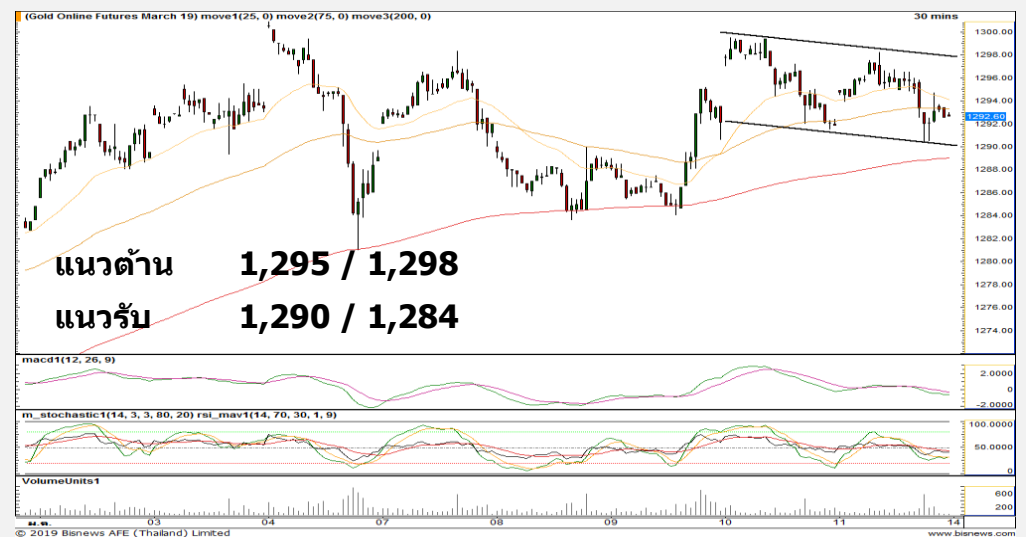 (Gold Online Futures March 19) move1(25, 0) move2(75, 0) move3(200, 0) 30 mins
1300.00
1298.00
1296.00
1294.00
1292.60
1292.00
1290.00
1288.00
1286.00
1284.00
1282.00
1280.00
1278.00
1276.00
1274.00
แนวต้าน 1,295 / 1,298
แนวรับ 1,290 / 1,284
macd1(12, 26, 9)
2.0000
0
-2.0000
m_stochastic1(14, 3, 3, 80, 20) rsi_mav1(14, 70, 30, 1, 9)
100.0000
50.0000
0
VolumeUnits1
600
200
ม.ค. 03 04 07 08 09 10 11 14
© 2019 Bisnews AFE (Thailand) Limited www.bisnews.com